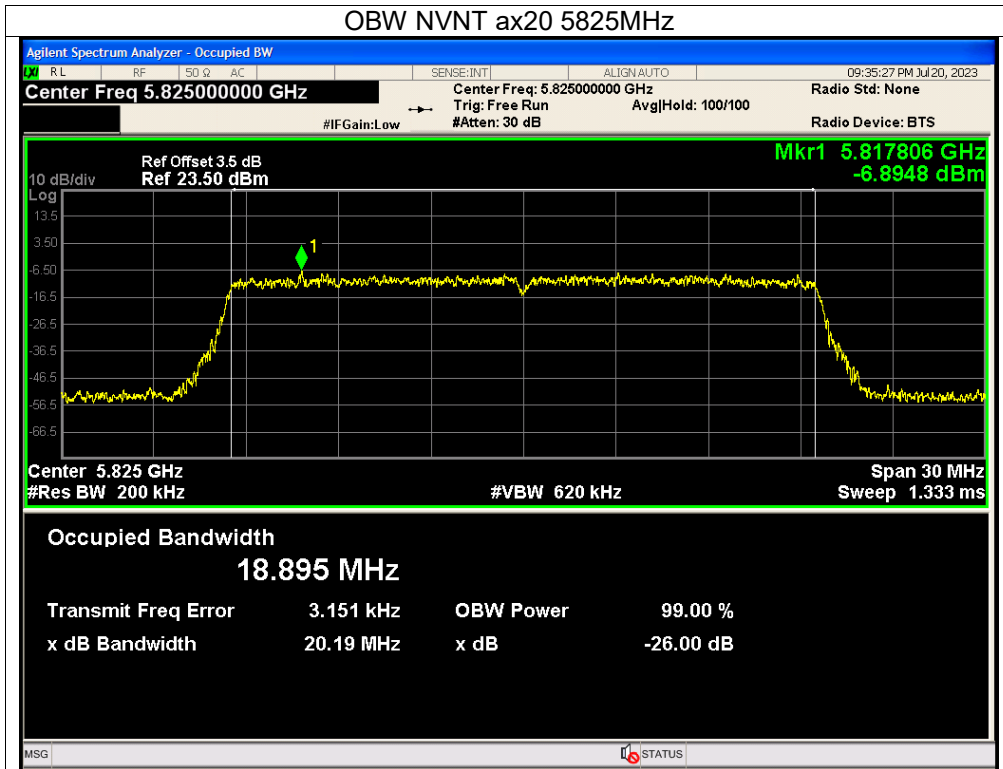 OBW NVNT ax20 5825MHz
Agilent Spectrum Analyzer - Occupied BW
LXI RL RF 50 Ω AC SENSE:INT ALIGN AUTO 09:35:27 PM Jul 20, 2023
Center Freq 5.825000000 GHz Center Freq: 5.825000000 GHz Radio Std: None
Trig: Free Run Avg|Hold: 100/100
#IFGain:Low #Atten: 30 dB Radio Device: BTS
Mkr1 5.817806 GHz
-6.8948 dBm
Ref Offset 3.5 dB
10 dB/div Ref 23.50 dBm
Log
13.5
3.50
1
-6.50
-16.5
-26.5
-36.5
-46.5
-56.5
-66.5
Center 5.825 GHz Span 30 MHz
#Res BW 200 kHz #VBW 620 kHz Sweep 1.333 ms
Occupied Bandwidth
18.895 MHz
Transmit Freq Error 3.151 kHz OBW Power 99.00 %
x dB Bandwidth 20.19 MHz x dB -26.00 dB
MSG STATUS